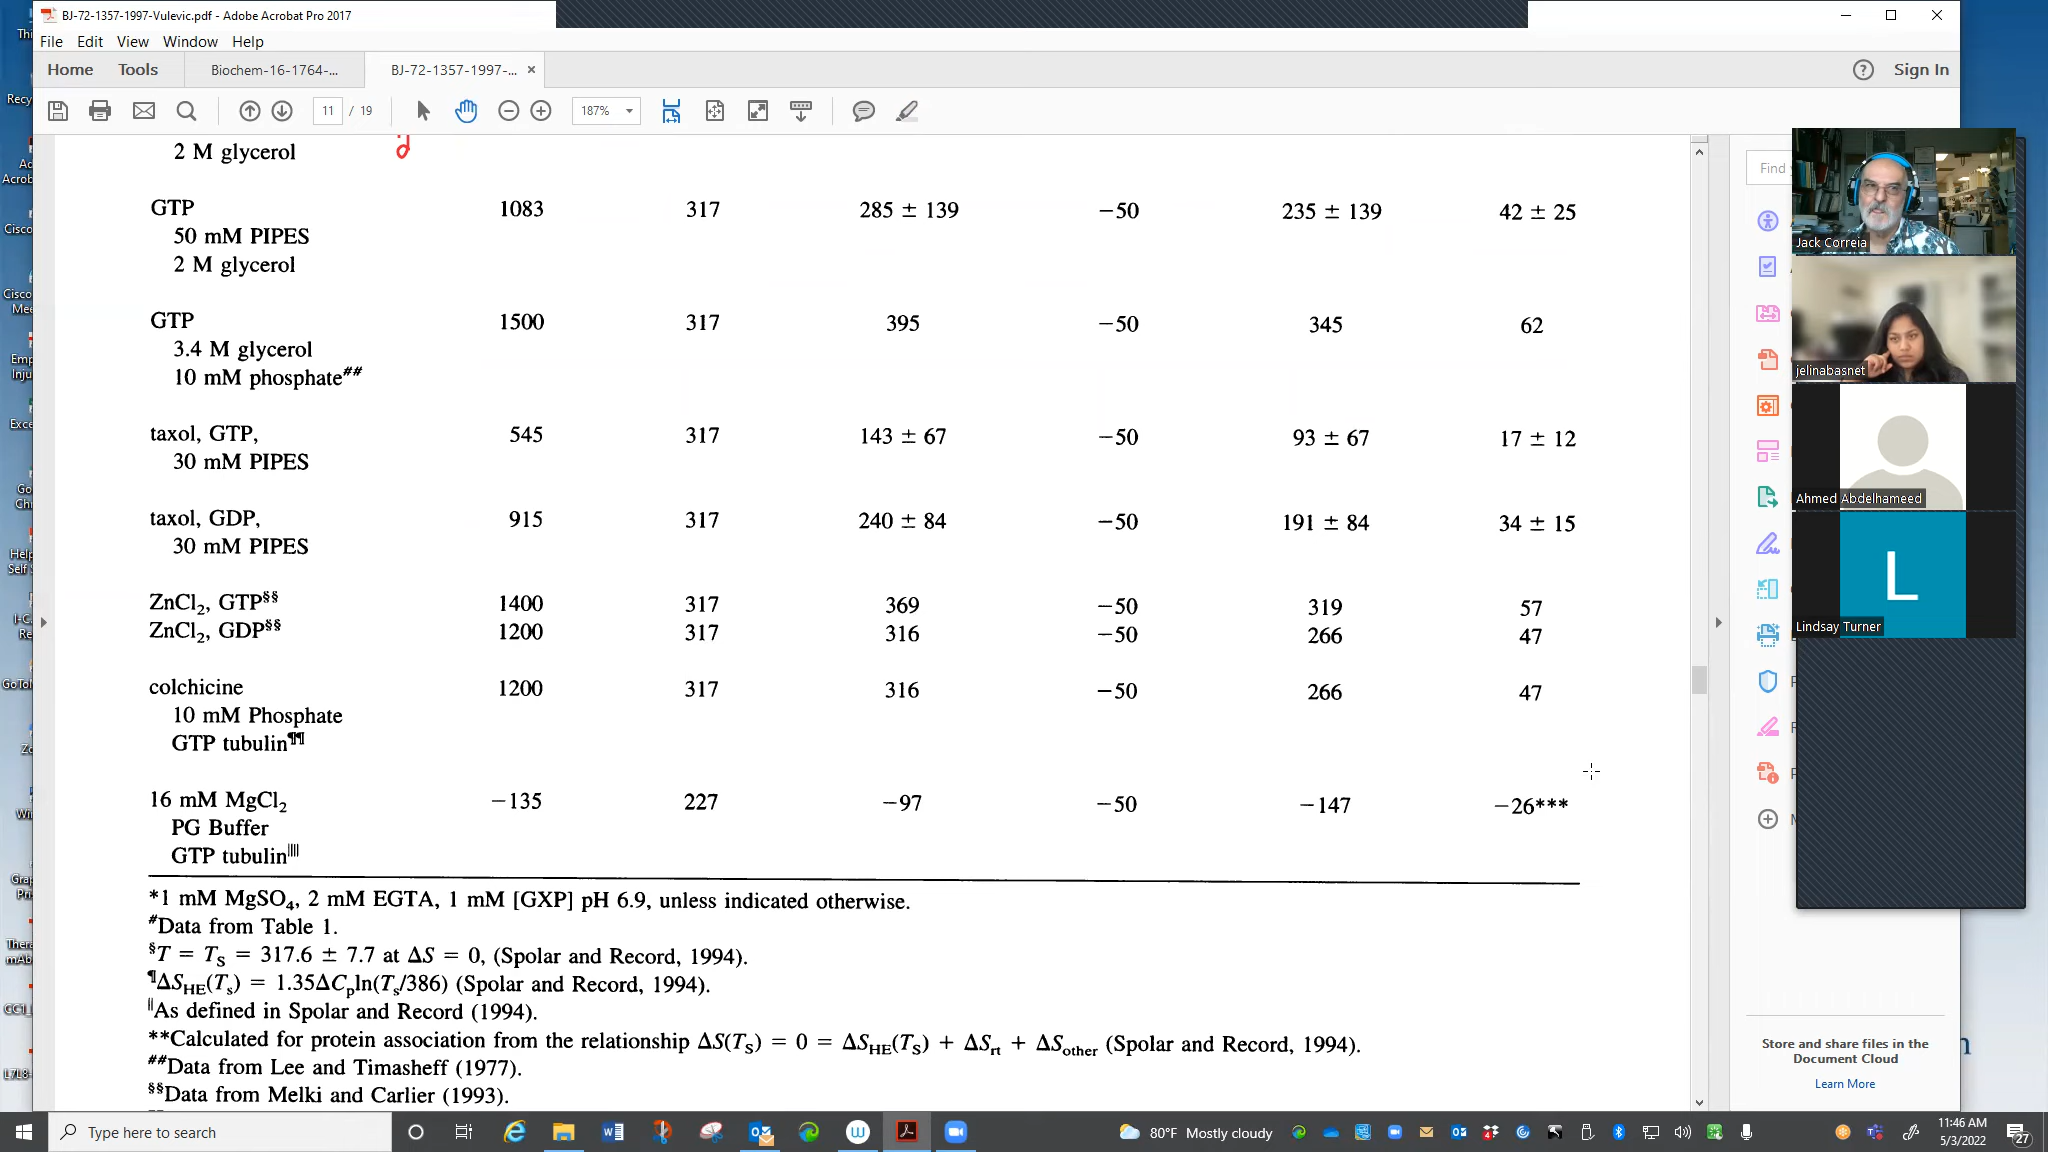 BJ-72-1357-1997-Vulevic.pdf - Adobe Acrobat Pro 2017
File Edit View Window Help
Home Tools Biochem-16-1764-... BJ-72-1357-1997-... × Sign In
11 / 19 187%
2 M glycerol
GTP 1083 317 285 ± 139 −50 235 ± 139 42 ± 25
50 mM PIPES
2 M glycerol
GTP 1500 317 395 −50 345 62
3.4 M glycerol
10 mM phosphate##
taxol, GTP, 545 317 143 ± 67 −50 93 ± 67 17 ± 12
30 mM PIPES
taxol, GDP, 915 317 240 ± 84 −50 191 ± 84 34 ± 15
30 mM PIPES
ZnCl₂, GTP§§ 1400 317 369 −50 319 57
ZnCl₂, GDP§§ 1200 317 316 −50 266 47
colchicine 1200 317 316 −50 266 47
10 mM Phosphate
GTP tubulin¶¶
16 mM MgCl₂ −135 227 −97 −50 −147 −26***
PG Buffer
GTP tubulin‖‖
*1 mM MgSO₄, 2 mM EGTA, 1 mM [GXP] pH 6.9, unless indicated otherwise.
#Data from Table 1.
§T = TS = 317.6 ± 7.7 at ΔS = 0, (Spolar and Record, 1994).
¶ΔSHE(Ts) = 1.35ΔCpln(Ts/386) (Spolar and Record, 1994).
‖As defined in Spolar and Record (1994).
**Calculated for protein association from the relationship ΔS(TS) = 0 = ΔSHE(TS) + ΔSrt + ΔSother (Spolar and Record, 1994).
##Data from Lee and Timasheff (1977).
§§Data from Melki and Carlier (1993).
Find
Jack Correia
jelinabasnet
Ahmed Abdelhameed
L
Lindsay Turner
Store and share files in the
Document Cloud
Learn More
Type here to search
80°F Mostly cloudy
11:46 AM
5/3/2022
27